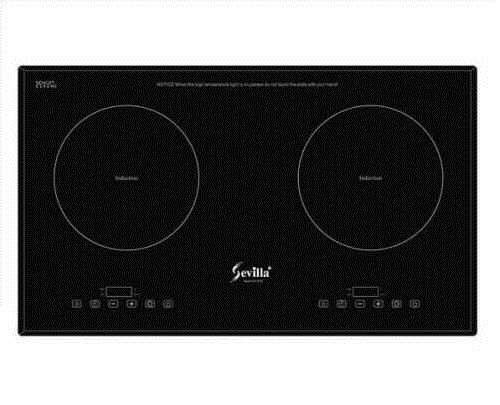 SCHOTT
CERAN
NOTICE:When the high temperature light is on,please do not touch the plate with your hand!
Induction
Induction
Sevilla